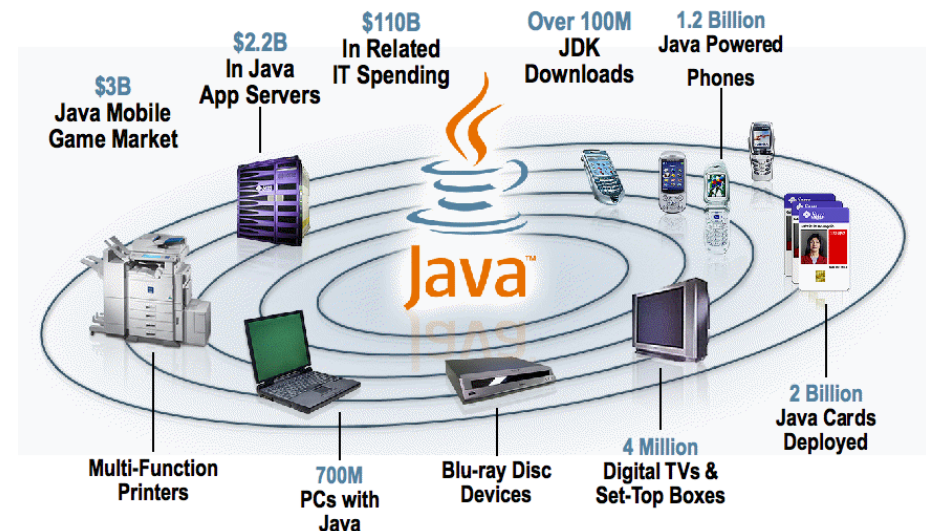 $3B
Java Mobile
Game Market
$2.2B
In Java
App Servers
$110B
In Related
IT Spending
Over 100M
JDK
Downloads
1.2 Billion
Java Powered
Phones
Java™
2 Billion
Java Cards
Deployed
Multi-Function
Printers
700M
PCs with
Java
Blu-ray Disc
Devices
4 Million
Digital TVs &
Set-Top Boxes